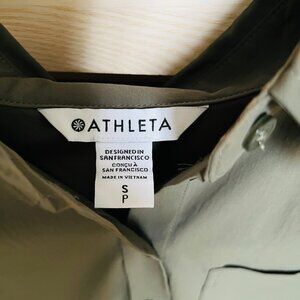 ATHLETA
DESIGNED IN
SAN FRANCISCO
CONÇU À
SAN FRANCISCO
MADE IN VIETNAM
S
P